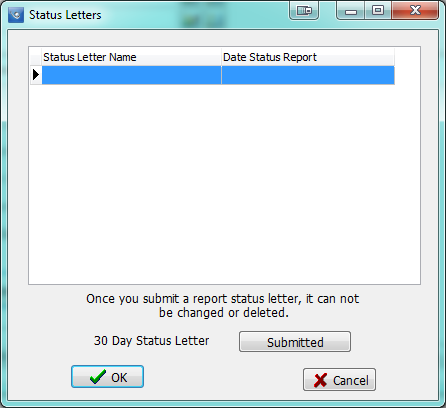 Status Letters
Status Letter Name Date Status Report
Once you submit a report status letter, it can not
be changed or deleted.
30 Day Status Letter Submitted
OK Cancel